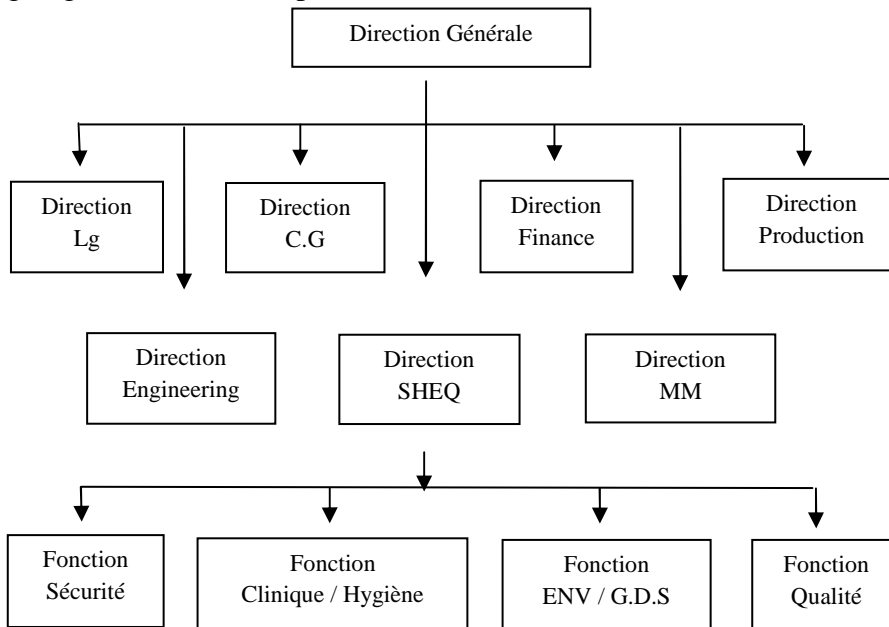 Direction Générale
Direction
Lg
Direction
C.G
Direction
Finance
Direction
Production
Direction
Engineering
Direction
SHEQ
Direction
MM
Fonction
Sécurité
Fonction
Clinique / Hygiène
Fonction
ENV / G.D.S
Fonction
Qualité